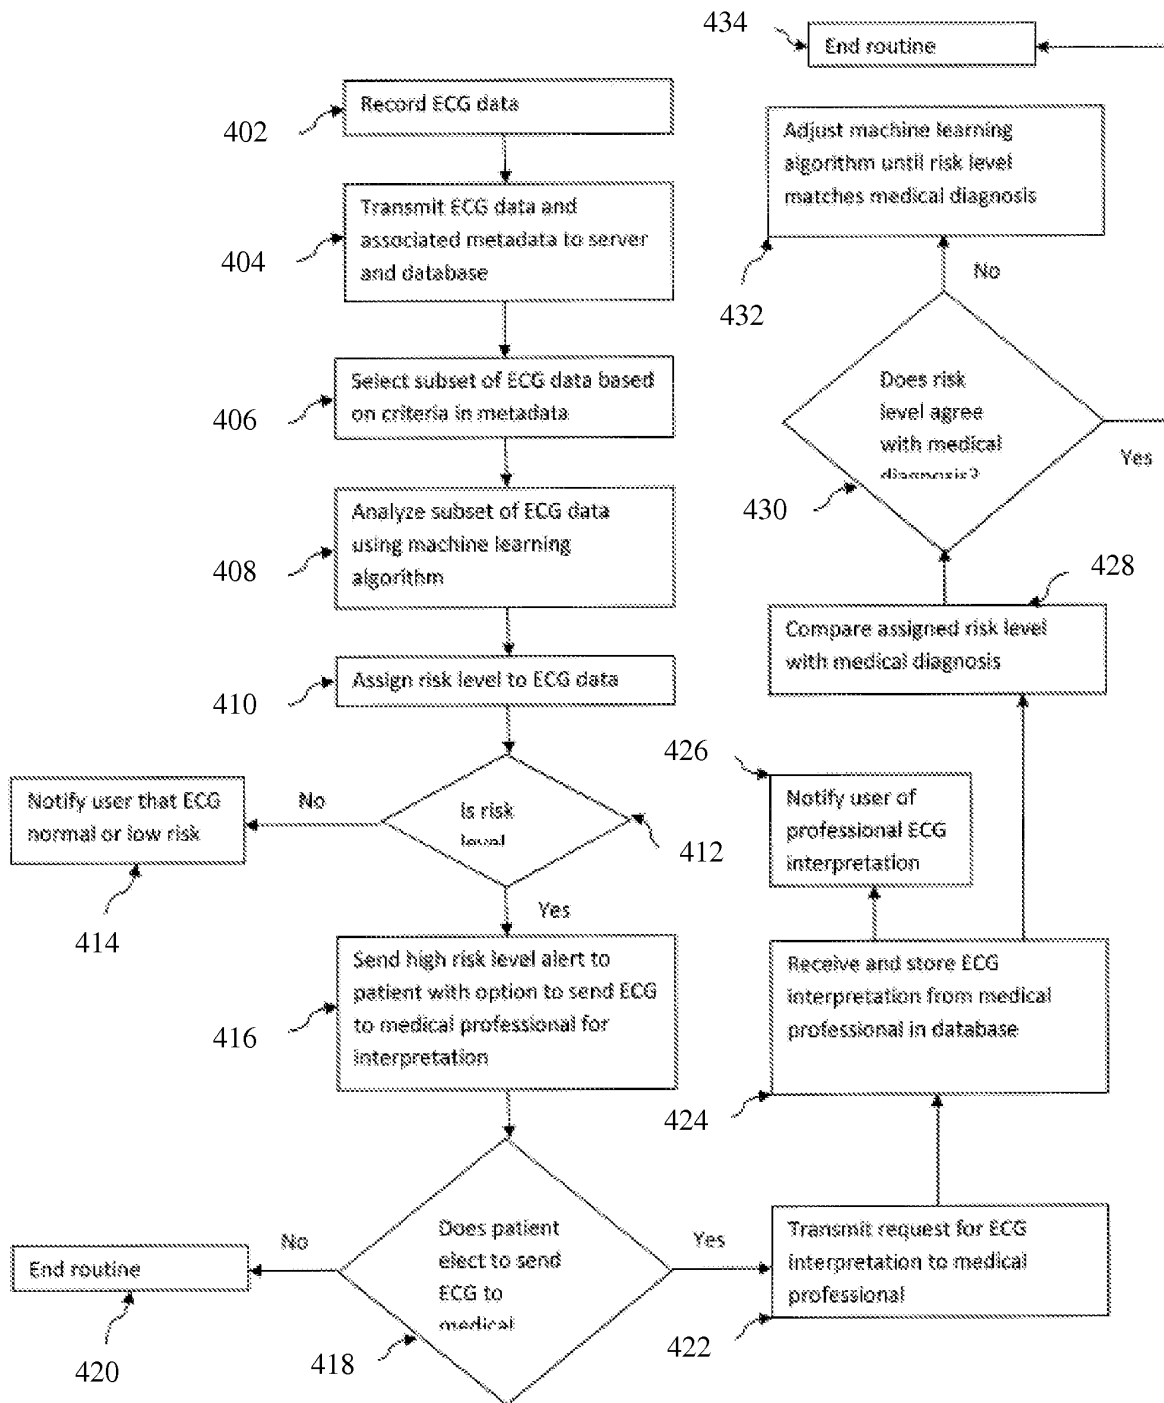 Record ECG data
402
Transmit ECG data and
associated metadata to server
and database
404
Select subset of ECG data based
on criteria in metadata
406
Analyze subset of ECG data
using machine learning
algorithm
408
Assign risk level to ECG data
410
Is risk
level
412
No
Notify user that ECG
normal or low risk
414
Yes
Send high risk level alert to
patient with option to send ECG
to medical professional for
interpretation
416
Does patient
elect to send
ECG to
medical
418
No
End routine
420
Yes
Transmit request for ECG
interpretation to medical
professional
422
Receive and store ECG
interpretation from medical
professional in database
424
426
Notify user of
professional ECG
interpretation
428
Compare assigned risk level
with medical diagnosis
Does risk
level agree
with medical
diagnosis?
430
No
Yes
Adjust machine learning
algorithm until risk level
matches medical diagnosis
432
434
End routine